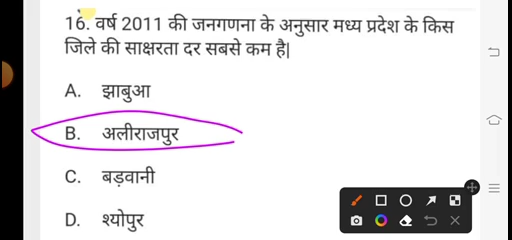 16. वर्ष 2011 की जनगणना के अनुसार मध्य प्रदेश के किस
जिले की साक्षरता दर सबसे कम है|
A. झाबुआ
B. अलीराजपुर
C. बड़वानी
D. श्योपुर